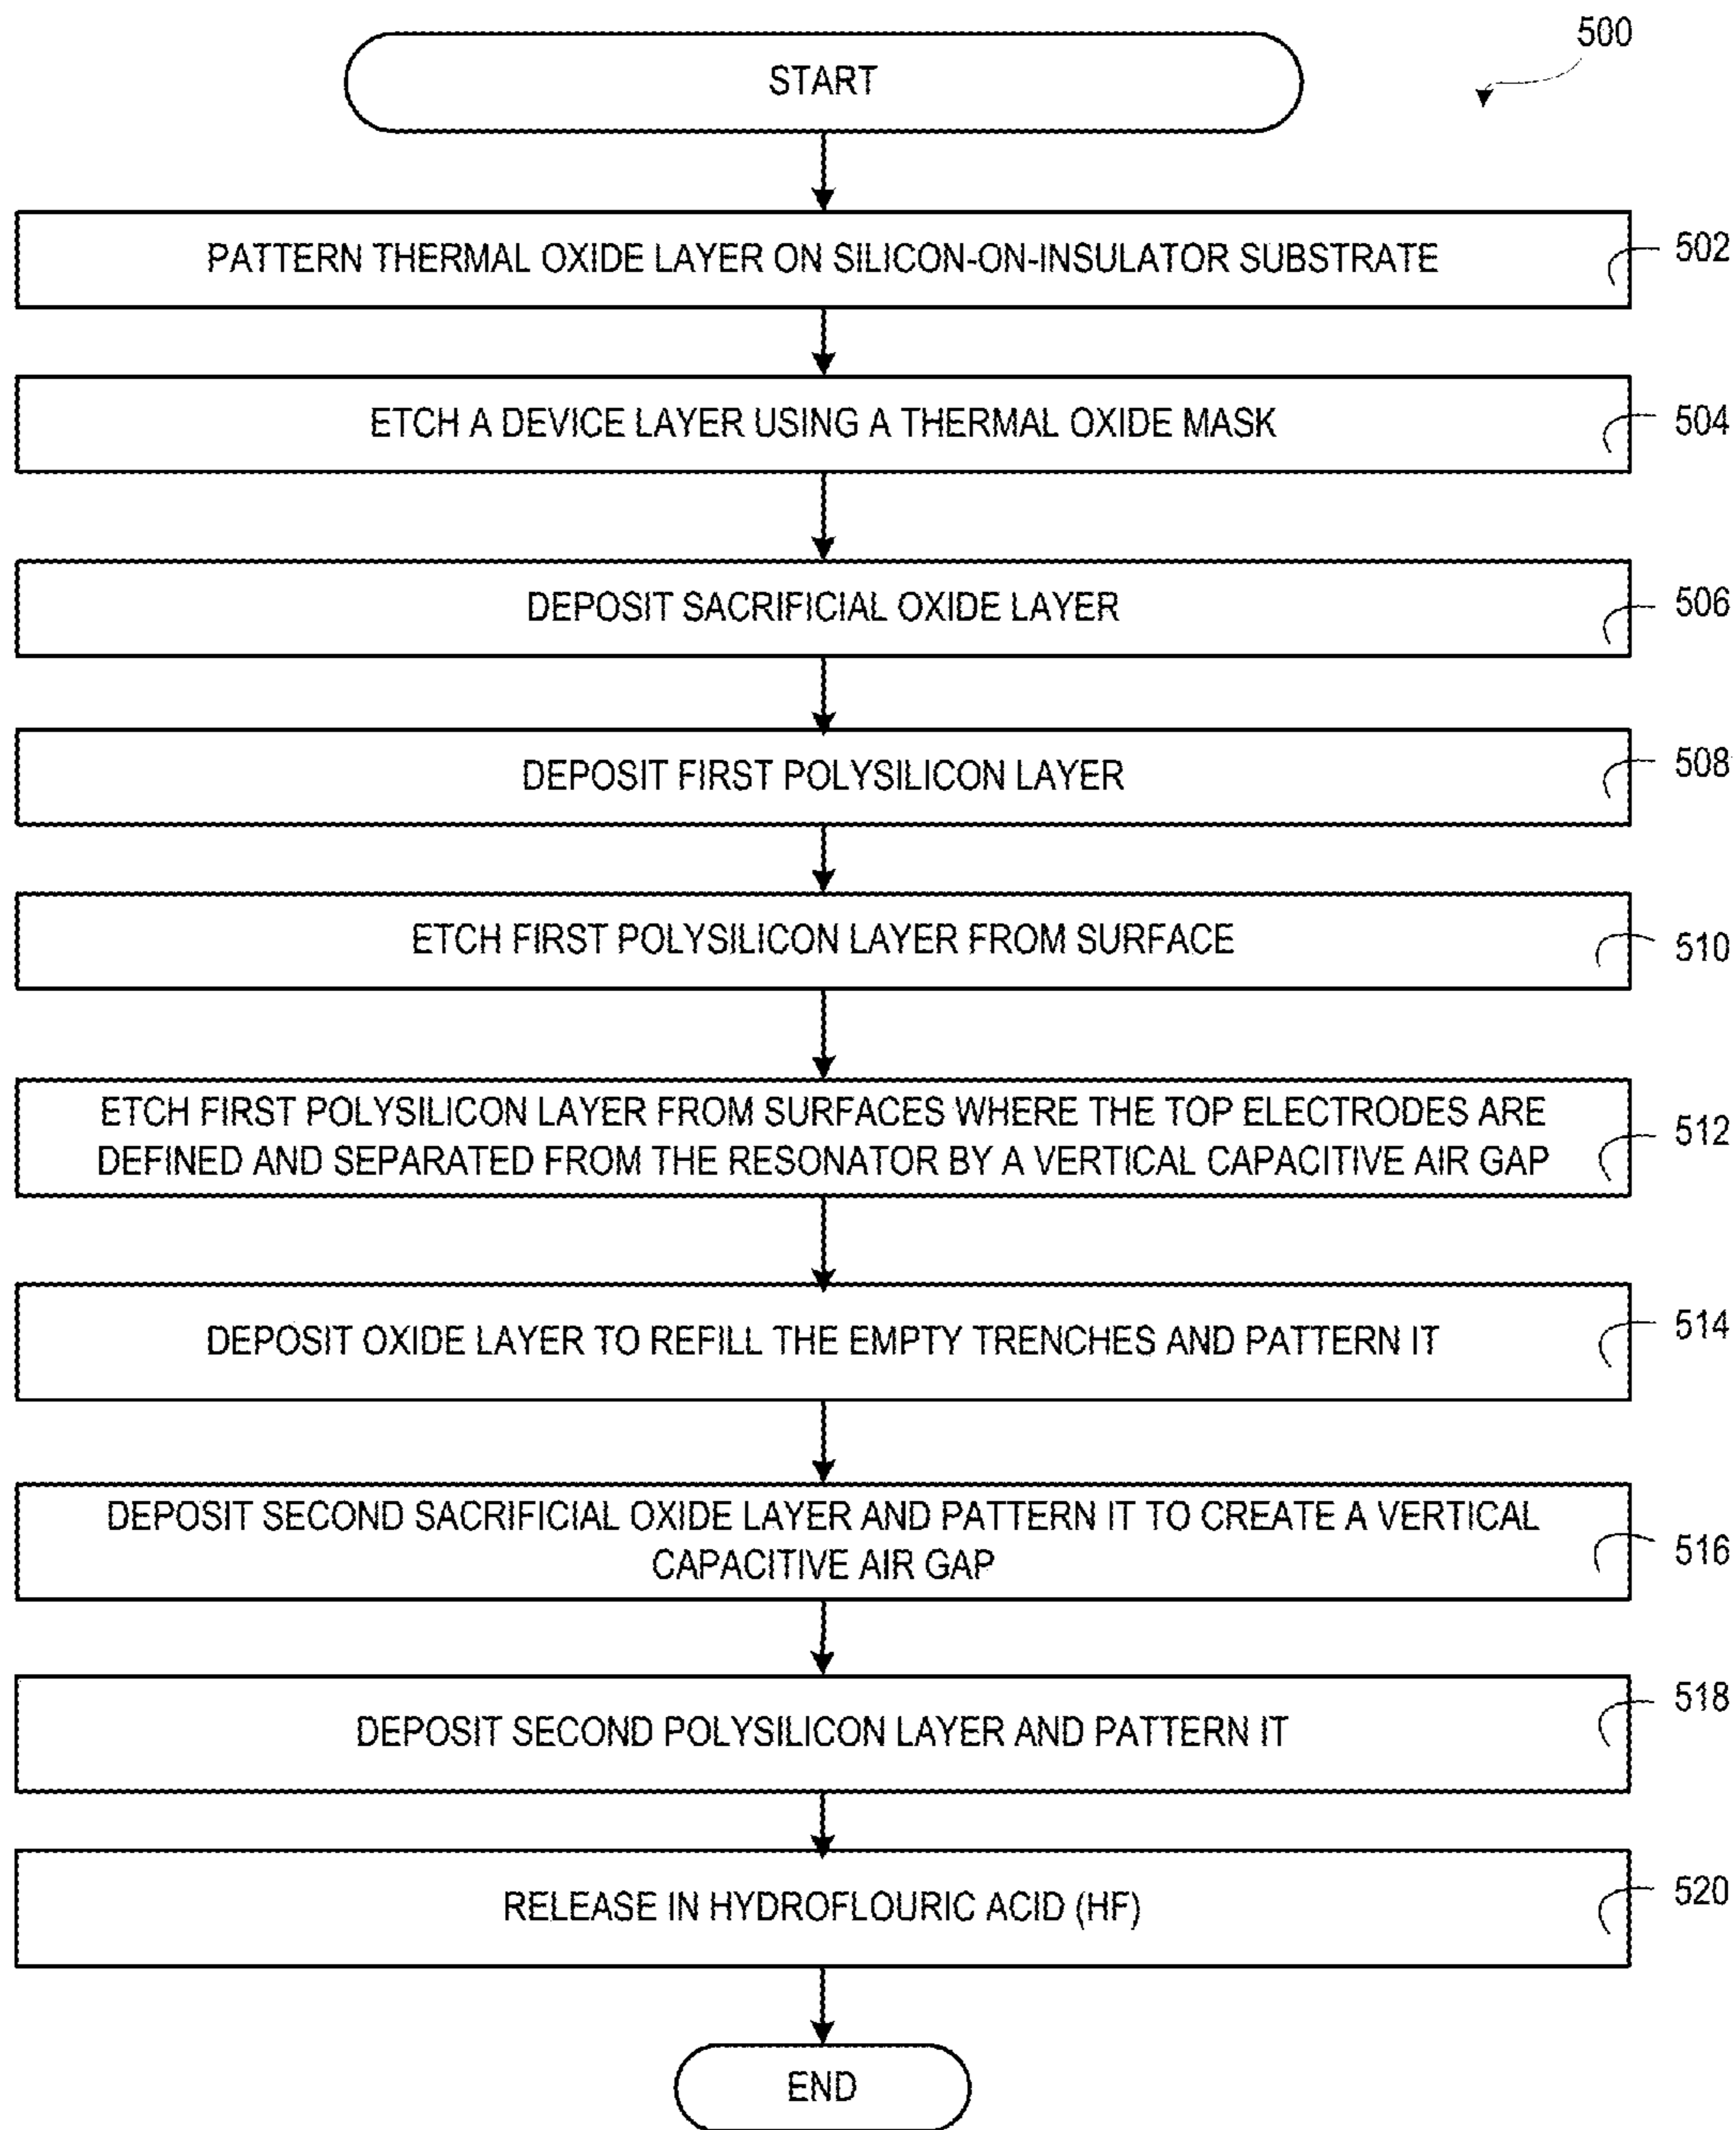 500
START
PATTERN THERMAL OXIDE LAYER ON SILICON-ON-INSULATOR SUBSTRATE
502
ETCH A DEVICE LAYER USING A THERMAL OXIDE MASK
504
DEPOSIT SACRIFICIAL OXIDE LAYER
506
DEPOSIT FIRST POLYSILICON LAYER
508
ETCH FIRST POLYSILICON LAYER FROM SURFACE
510
ETCH FIRST POLYSILICON LAYER FROM SURFACES WHERE THE TOP ELECTRODES ARE
DEFINED AND SEPARATED FROM THE RESONATOR BY A VERTICAL CAPACITIVE AIR GAP
512
DEPOSIT OXIDE LAYER TO REFILL THE EMPTY TRENCHES AND PATTERN IT
514
DEPOSIT SECOND SACRIFICIAL OXIDE LAYER AND PATTERN IT TO CREATE A VERTICAL
CAPACITIVE AIR GAP
516
DEPOSIT SECOND POLYSILICON LAYER AND PATTERN IT
518
RELEASE IN HYDROFLOURIC ACID (HF)
520
END